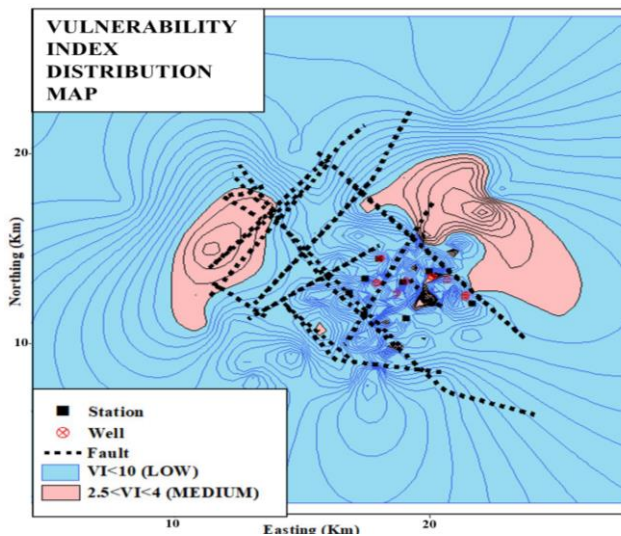 VULNERABILITY
INDEX
DISTRIBUTION
MAP
20
10
Northing (Km)
Station
Well
Fault
VI<10 (LOW)
2.5<VI<4 (MEDIUM)
10
20
Easting (Km)